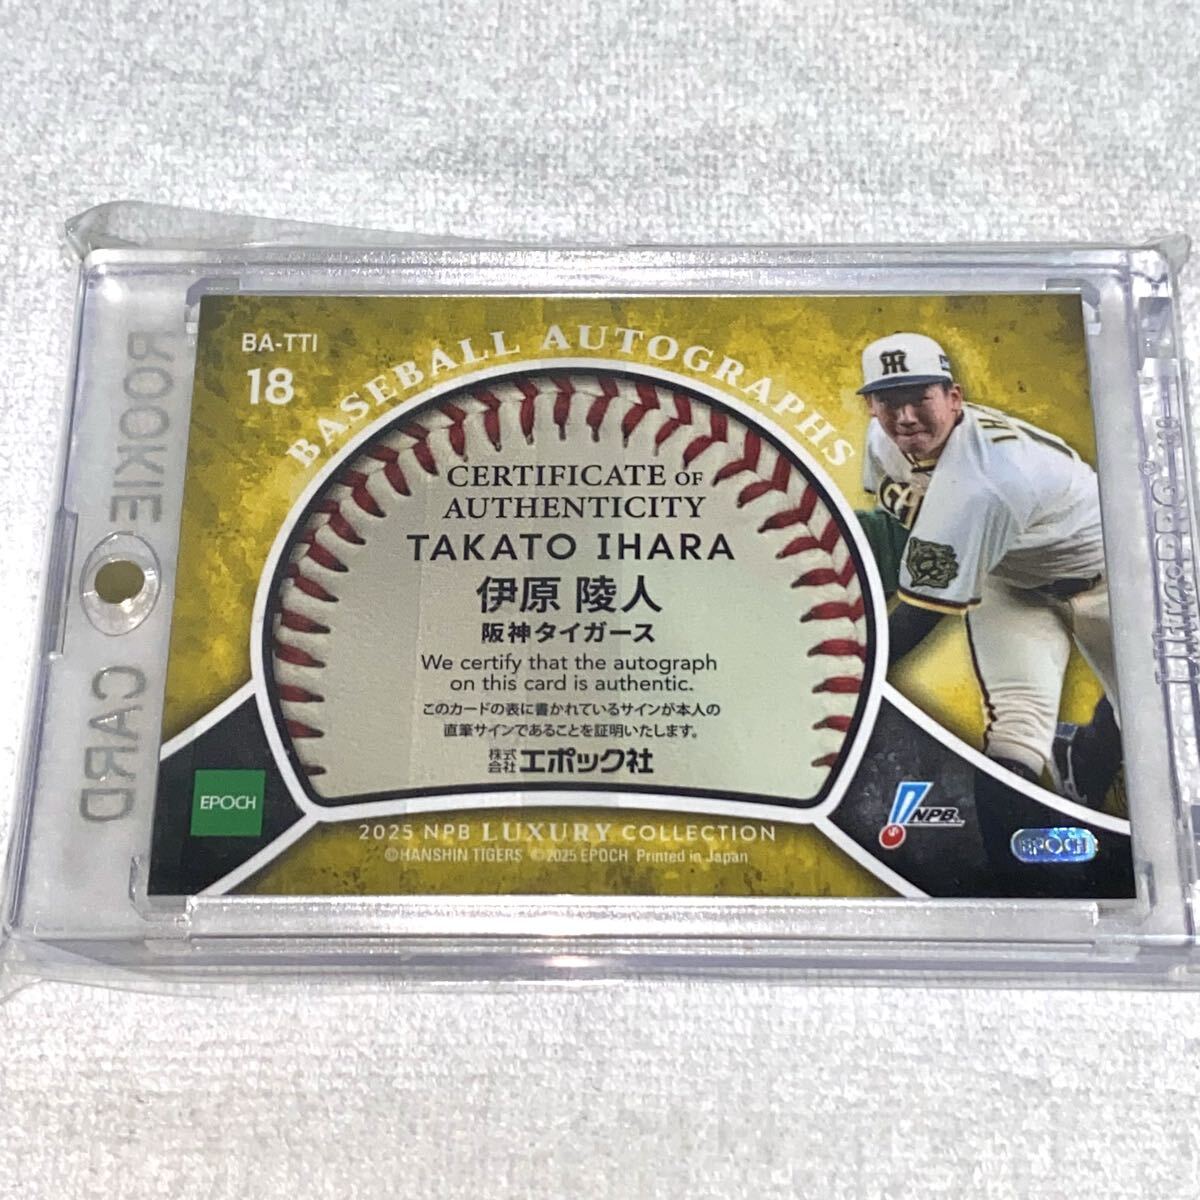 BA-TTI
18
BASEBALL AUTOGRAPHS
CERTIFICATE OF
AUTHENTICITY
TAKATO IHARA
伊原 陵人
阪神タイガース
We certify that the autograph
on this card is authentic.
このカードの表に書かれているサインが本人の
直筆サインであることを証明いたします。
株式会社 エポック社
EPOCH
2025 NPB LUXURY COLLECTION
©HANSHIN TIGERS ©2025 EPOCH Printed in Japan
NPB
EPOCH
ROOKIE CARD
ULTRA PRO®